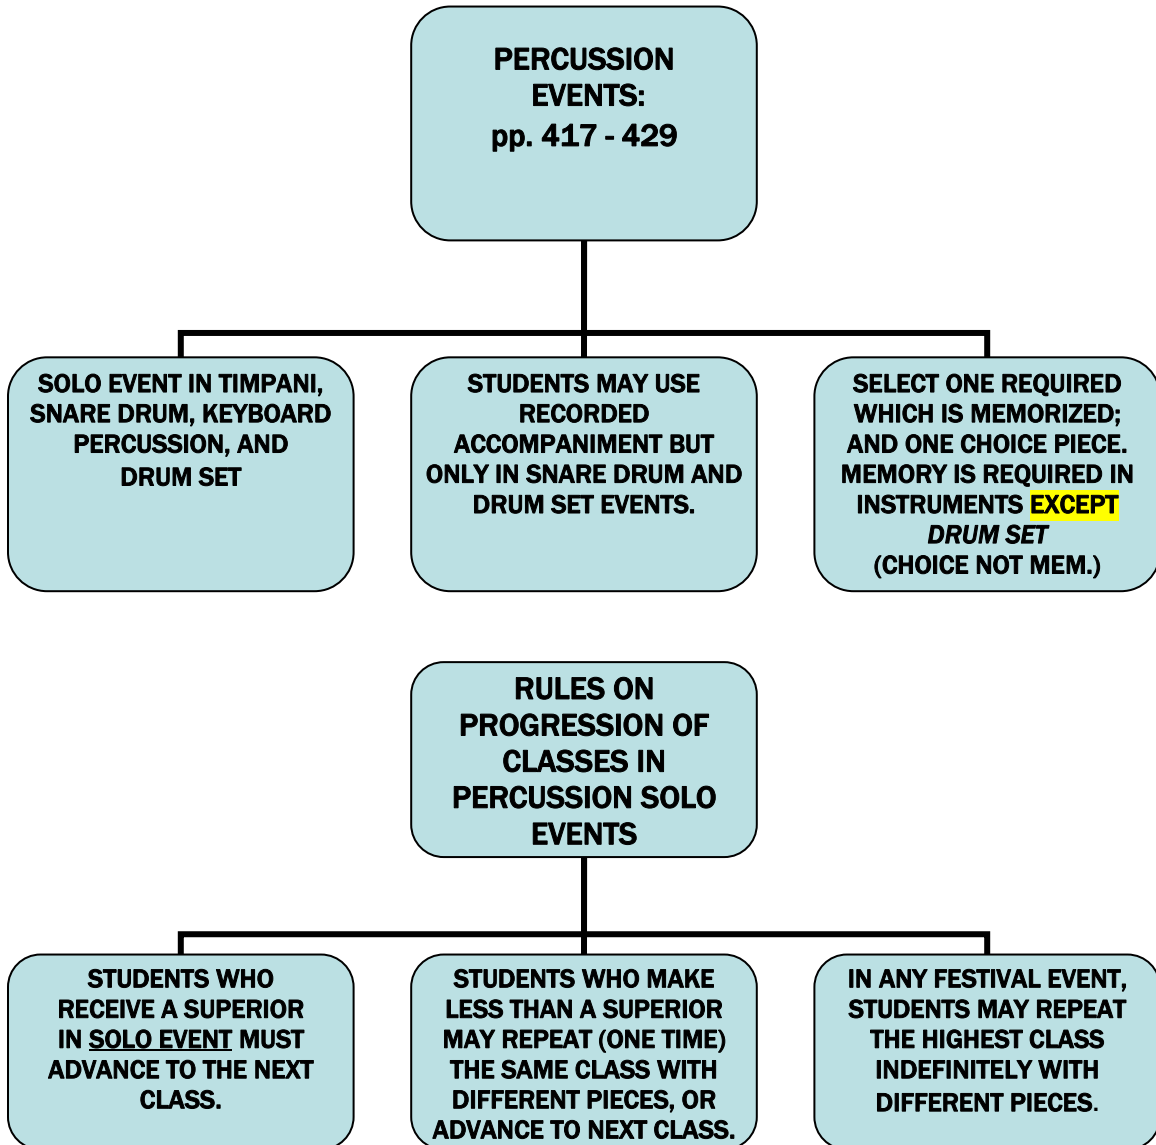 PERCUSSION
EVENTS:
pp. 417 - 429
SOLO EVENT IN TIMPANI,
SNARE DRUM, KEYBOARD
PERCUSSION, AND
DRUM SET
STUDENTS MAY USE
RECORDED
ACCOMPANIMENT BUT
ONLY IN SNARE DRUM AND
DRUM SET EVENTS.
SELECT ONE REQUIRED
WHICH IS MEMORIZED;
AND ONE CHOICE PIECE.
MEMORY IS REQUIRED IN
INSTRUMENTS EXCEPT
DRUM SET
(CHOICE NOT MEM.)
RULES ON
PROGRESSION OF
CLASSES IN
PERCUSSION SOLO
EVENTS
STUDENTS WHO
RECEIVE A SUPERIOR
IN SOLO EVENT MUST
ADVANCE TO THE NEXT
CLASS.
STUDENTS WHO MAKE
LESS THAN A SUPERIOR
MAY REPEAT (ONE TIME)
THE SAME CLASS WITH
DIFFERENT PIECES, OR
ADVANCE TO NEXT CLASS.
IN ANY FESTIVAL EVENT,
STUDENTS MAY REPEAT
THE HIGHEST CLASS
INDEFINITELY WITH
DIFFERENT PIECES.